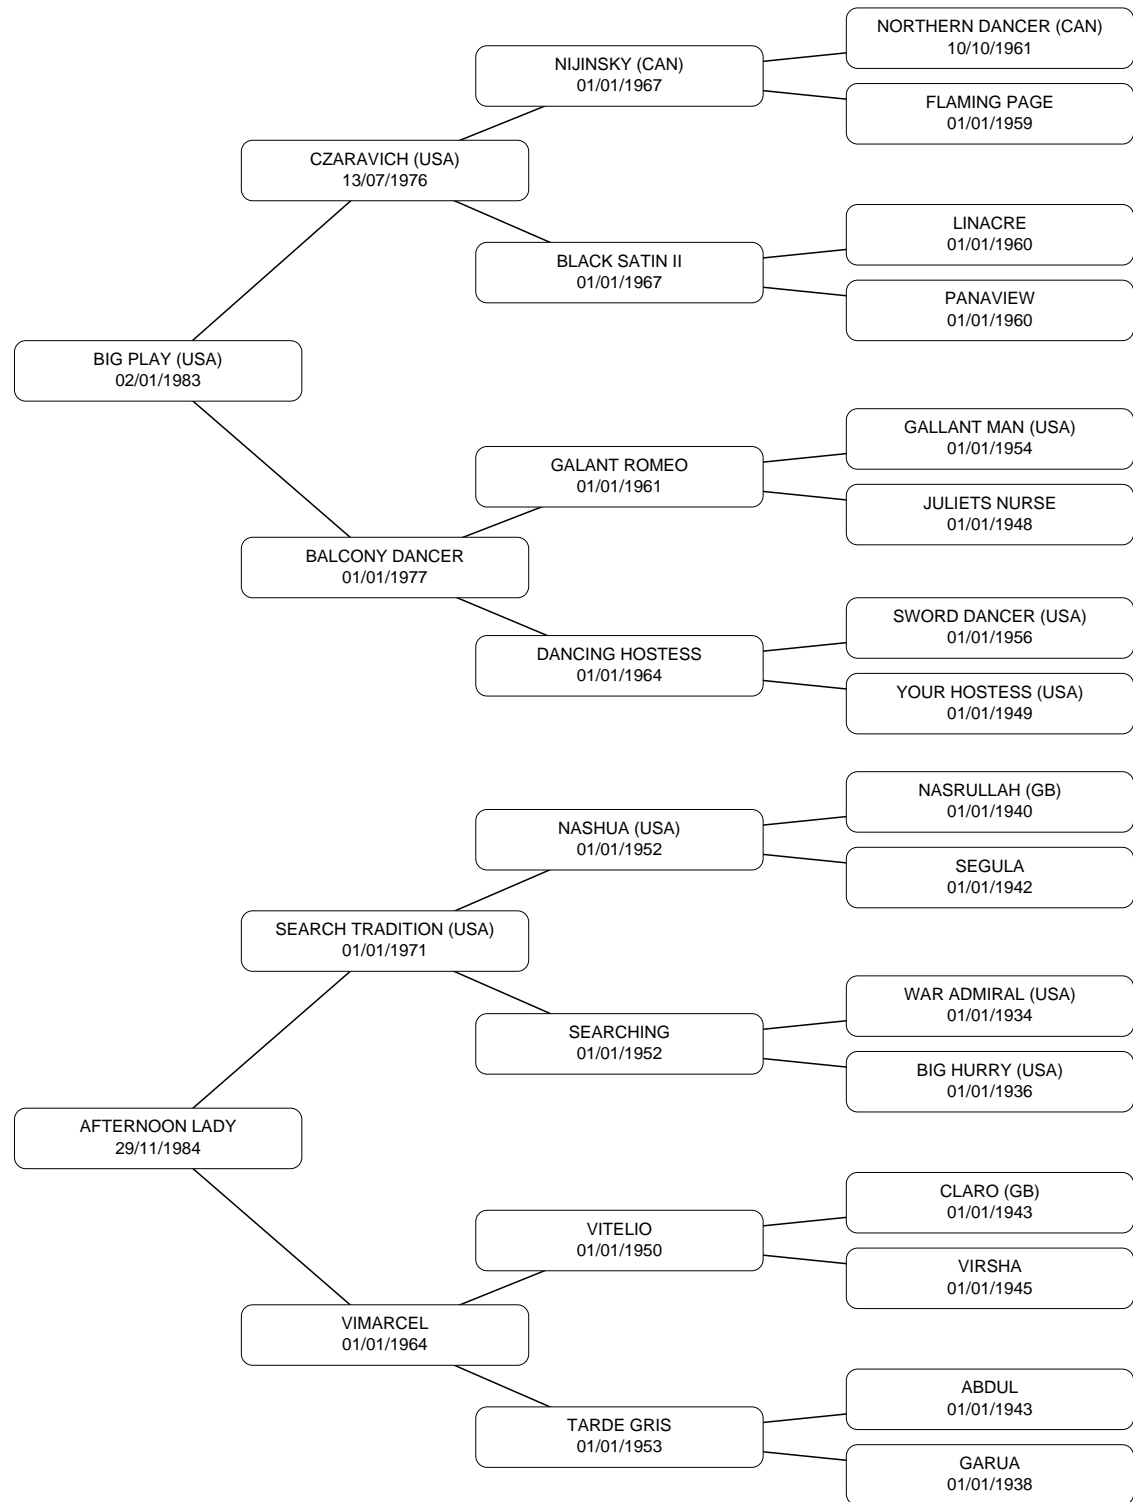 NORTHERN DANCER (CAN)
10/10/1961
NIJINSKY (CAN)
01/01/1967
FLAMING PAGE
01/01/1959
CZARAVICH (USA)
13/07/1976
LINACRE
01/01/1960
BLACK SATIN II
01/01/1967
PANAVIEW
01/01/1960
BIG PLAY (USA)
02/01/1983
GALLANT MAN (USA)
01/01/1954
GALANT ROMEO
01/01/1961
JULIETS NURSE
01/01/1948
BALCONY DANCER
01/01/1977
SWORD DANCER (USA)
01/01/1956
DANCING HOSTESS
01/01/1964
YOUR HOSTESS (USA)
01/01/1949
NASRULLAH (GB)
01/01/1940
NASHUA (USA)
01/01/1952
SEGULA
01/01/1942
SEARCH TRADITION (USA)
01/01/1971
WAR ADMIRAL (USA)
01/01/1934
SEARCHING
01/01/1952
BIG HURRY (USA)
01/01/1936
AFTERNOON LADY
29/11/1984
CLARO (GB)
01/01/1943
VITELIO
01/01/1950
VIRSHA
01/01/1945
VIMARCEL
01/01/1964
ABDUL
01/01/1943
TARDE GRIS
01/01/1953
GARUA
01/01/1938